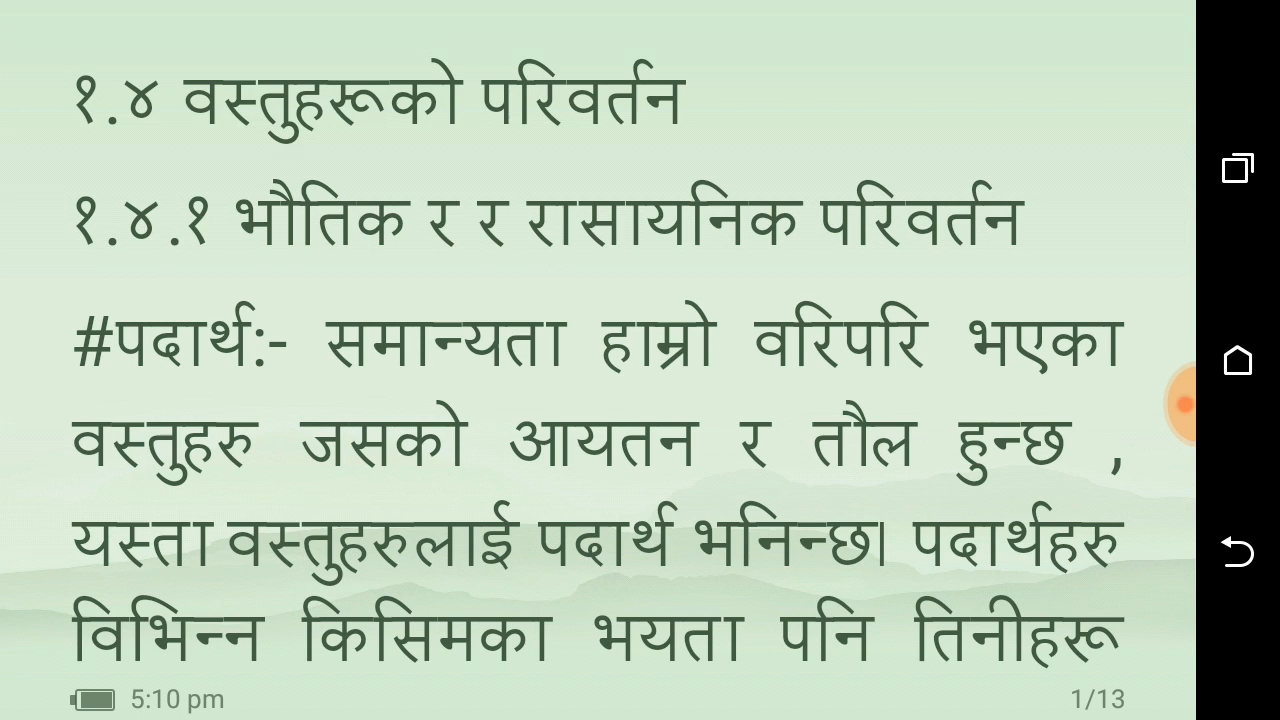 १.४ वस्तुहरूको परिवर्तन
१.४.१ भौतिक र र रासायनिक परिवर्तन
#पदार्थ:- समान्यता हाम्रो वरिपरि भएका
वस्तुहरु जसको आयतन र तौल हुन्छ ,
यस्ता वस्तुहरुलाई पदार्थ भनिन्छ। पदार्थहरु
विभिन्न किसिमका भयता पनि तिनीहरू
5:10 pm 1/13